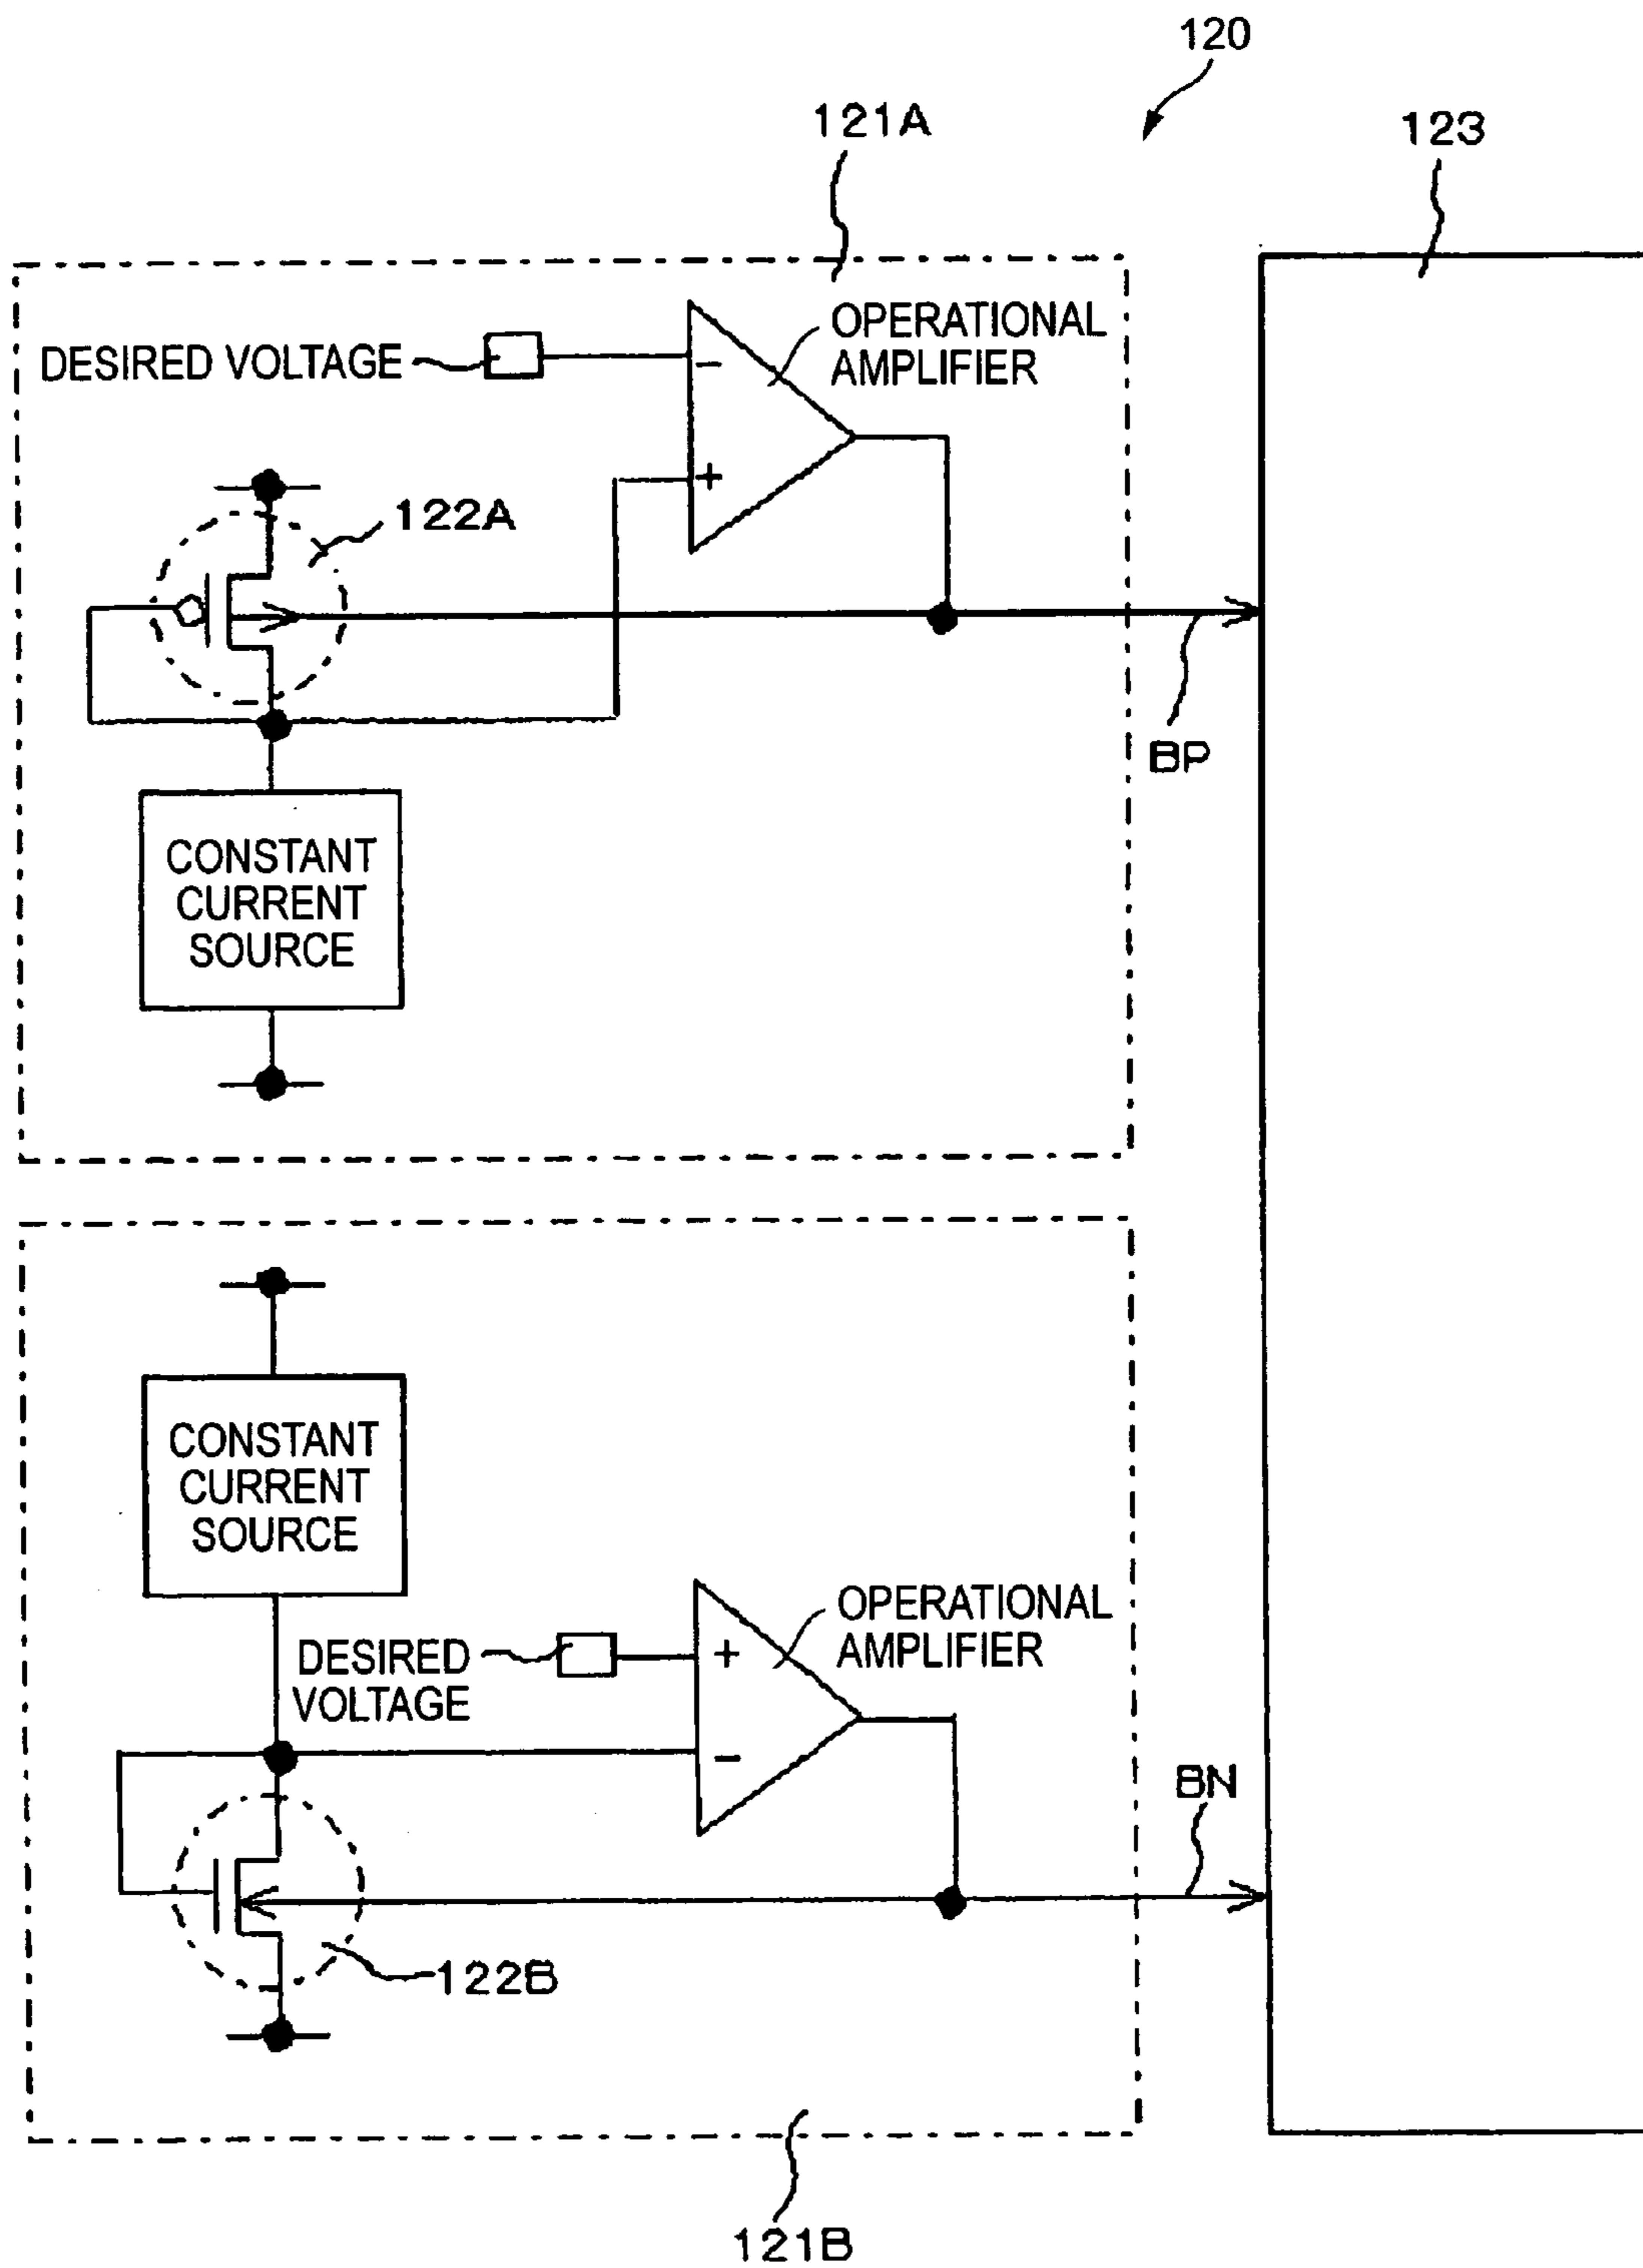 120
121A
123
OPERATIONAL
AMPLIFIER
DESIRED VOLTAGE
−
+
122A
BP
CONSTANT
CURRENT
SOURCE
CONSTANT
CURRENT
SOURCE
OPERATIONAL
AMPLIFIER
DESIRED
VOLTAGE
+
−
BN
122B
121B